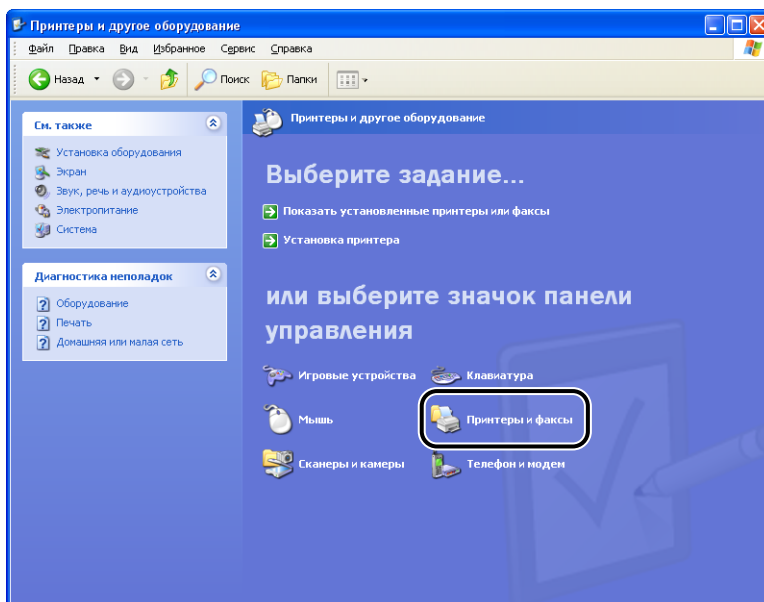 Принтеры и другое оборудование
Файл Правка Вид Избранное Сервис Справка
Назад Поиск Папки
См. также
Установка оборудования
Экран
Звук, речь и аудиоустройства
Электропитание
Система
Диагностика неполадок
Оборудование
Печать
Домашняя или малая сеть
Принтеры и другое оборудование
Выберите задание...
Показать установленные принтеры или факсы
Установка принтера
или выберите значок панели
управления
Игровые устройства Клавиатура
Мышь Принтеры и факсы
Сканеры и камеры Телефон и модем